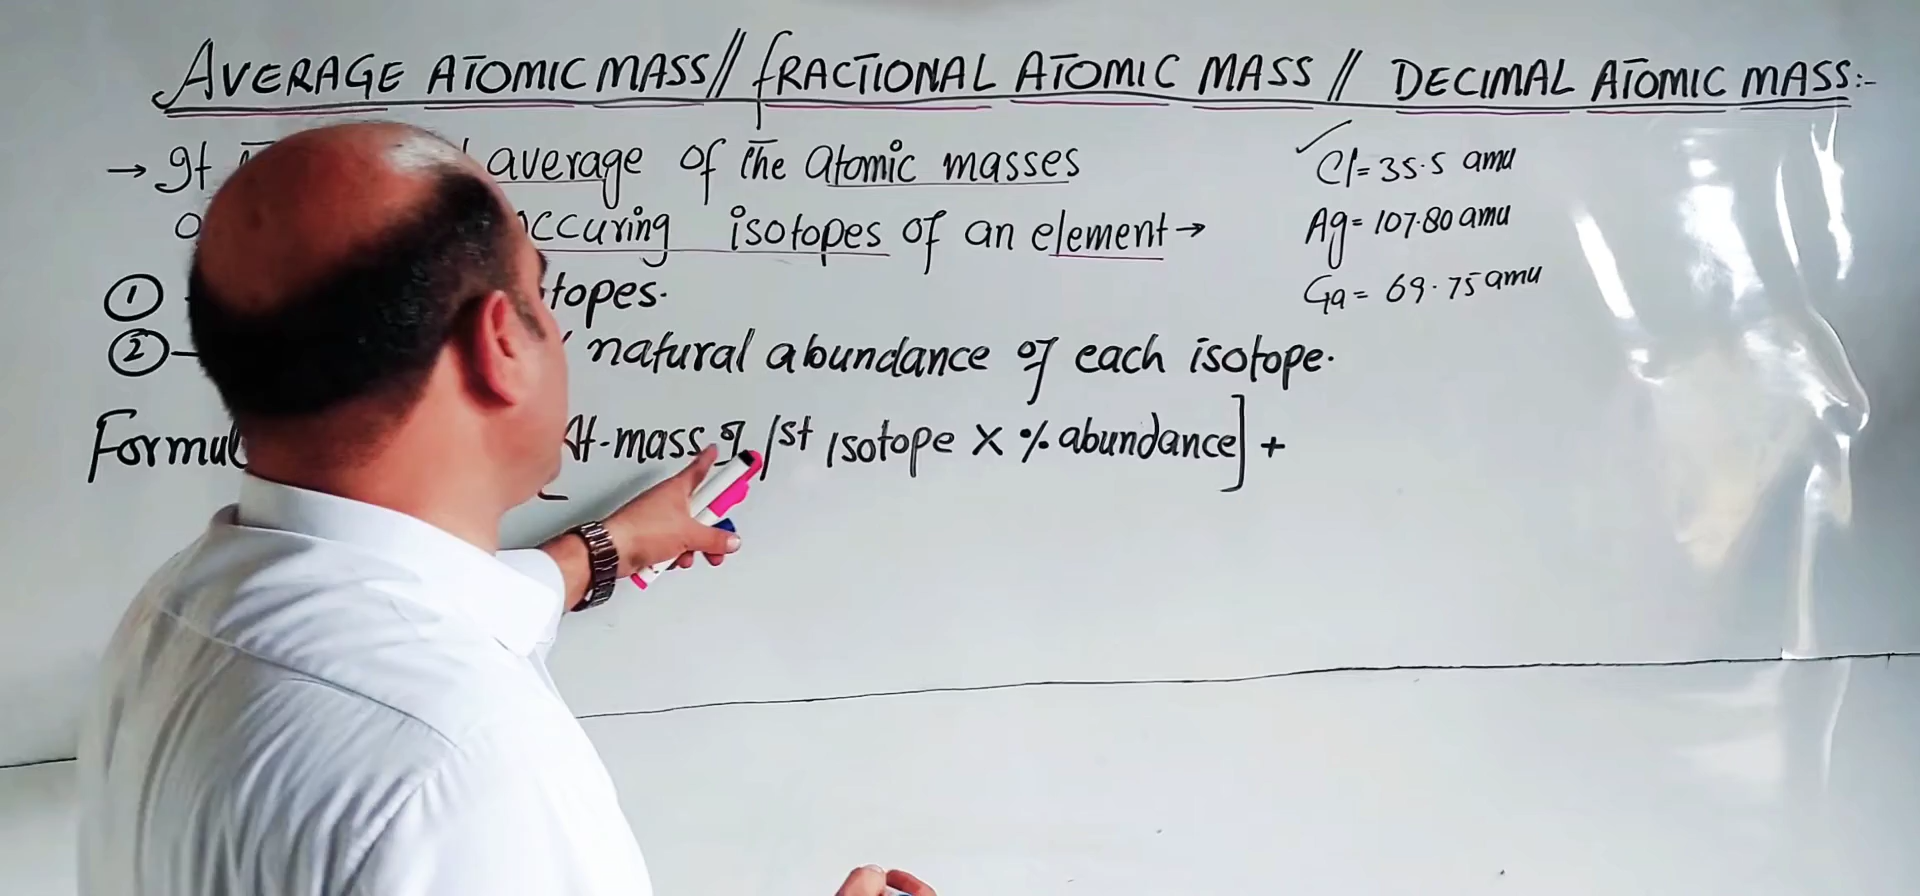 AVERAGE ATOMIC MASS // fRACTIONAL ATOMIC MASS // DECIMAL ATOMIC MASS:-
→ It average of the atomic masses
occuring isotopes of an element →
① topes.
② natural abundance of each isotope.
Formul At-mass of 1st isotope X % abundance] +
Cl= 35.5 amu
Ag= 107.80 amu
Ga= 69.75 amu